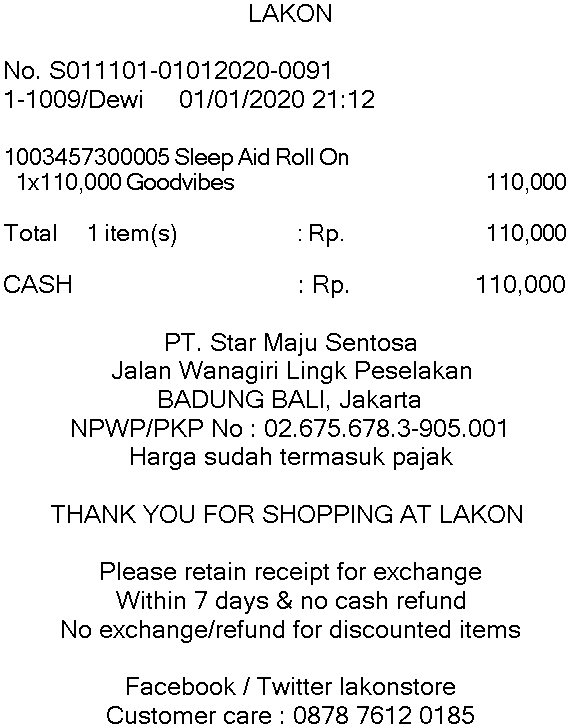 LAKON
No. S011101-01012020-0091
1-1009/Dewi 01/01/2020 21:12
1003457300005 Sleep Aid Roll On
1x110,000 Goodvibes 110,000
Total 1 item(s) : Rp. 110,000
CASH : Rp. 110,000
PT. Star Maju Sentosa
Jalan Wanagiri Lingk Peselakan
BADUNG BALI, Jakarta
NPWP/PKP No : 02.675.678.3-905.001
Harga sudah termasuk pajak
THANK YOU FOR SHOPPING AT LAKON
Please retain receipt for exchange
Within 7 days & no cash refund
No exchange/refund for discounted items
Facebook / Twitter lakonstore
Customer care : 0878 7612 0185